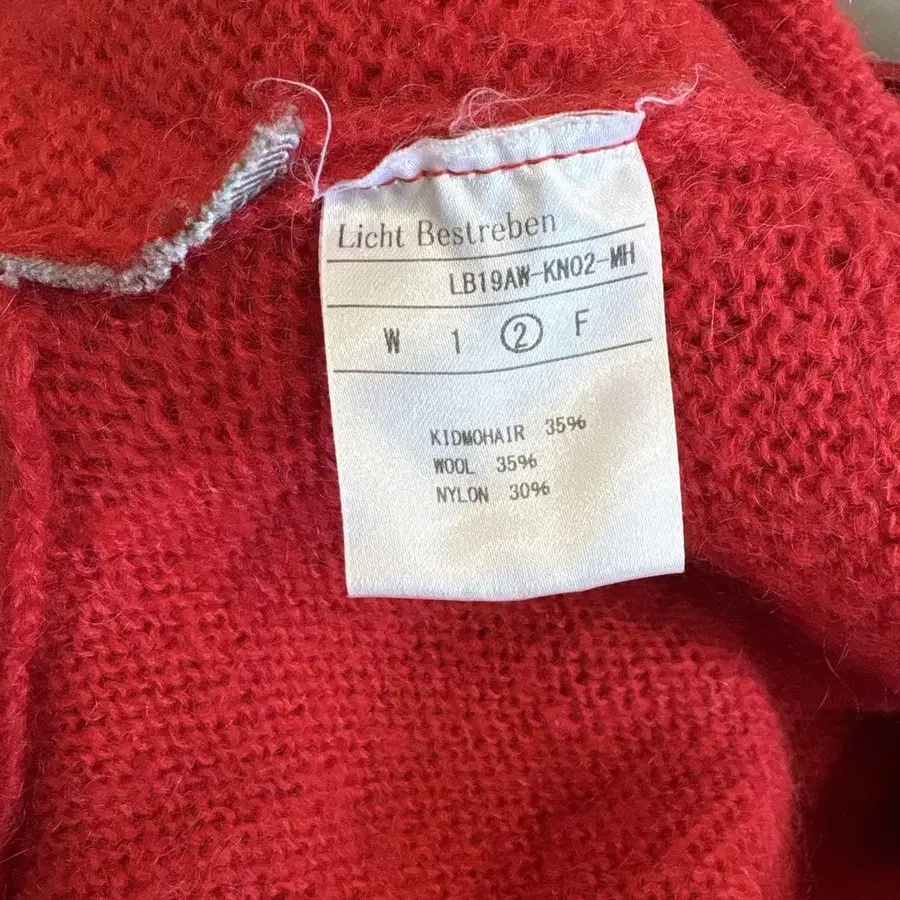 Licht Bestreben
LB19AW-KN02-MH
W 1 2 F
KIDMOHAIR 35%
WOOL 35%
NYLON 30%